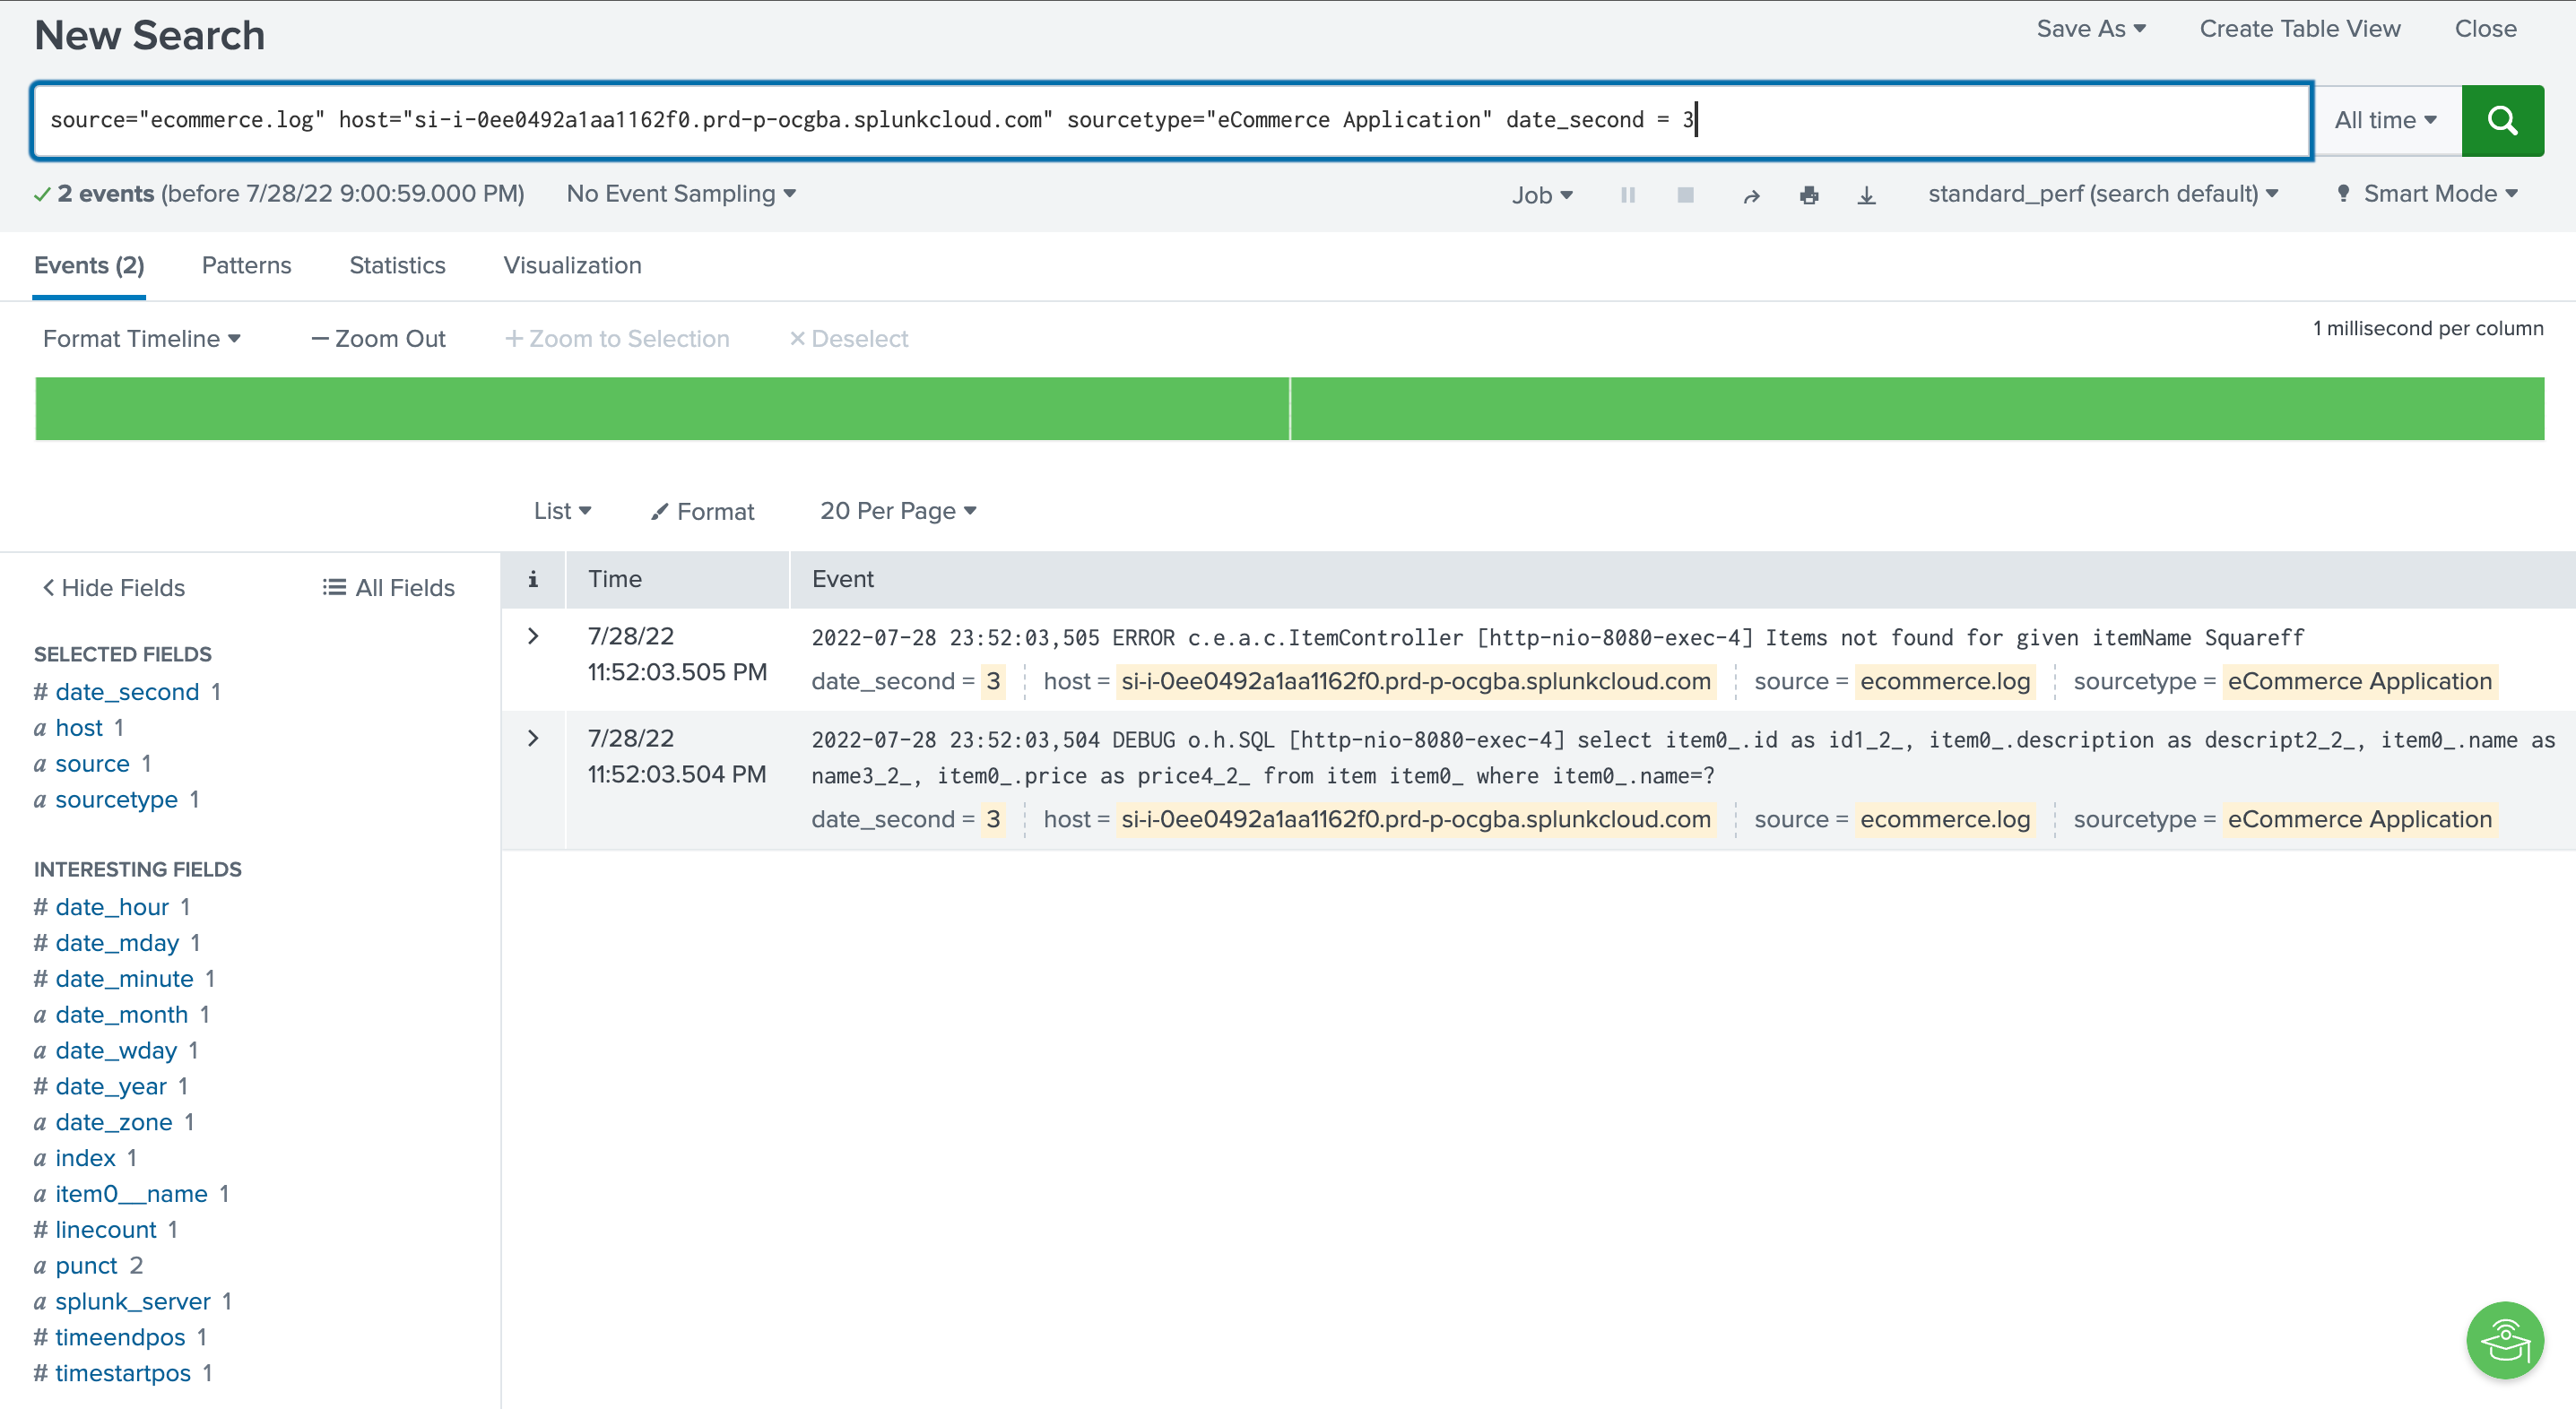 New Search
Save As Create Table View Close
source="ecommerce.log" host="si-i-0ee0492a1aa1162f0.prd-p-ocgba.splunkcloud.com" sourcetype="eCommerce Application" date_second = 3
All time
2 events (before 7/28/22 9:00:59.000 PM) No Event Sampling Job standard_perf (search default) Smart Mode
Events (2) Patterns Statistics Visualization
Format Timeline — Zoom Out + Zoom to Selection × Deselect 1 millisecond per column
List Format 20 Per Page
< Hide Fields All Fields
SELECTED FIELDS
# date_second 1
a host 1
a source 1
a sourcetype 1
INTERESTING FIELDS
# date_hour 1
# date_mday 1
# date_minute 1
a date_month 1
a date_wday 1
# date_year 1
a date_zone 1
a index 1
a item0__name 1
# linecount 1
a punct 2
a splunk_server 1
# timeendpos 1
# timestartpos 1
i Time Event
> 7/28/22
11:52:03.505 PM
2022-07-28 23:52:03,505 ERROR c.e.a.c.ItemController [http-nio-8080-exec-4] Items not found for given itemName Squareff
date_second = 3 host = si-i-0ee0492a1aa1162f0.prd-p-ocgba.splunkcloud.com source = ecommerce.log sourcetype = eCommerce Application
> 7/28/22
11:52:03.504 PM
2022-07-28 23:52:03,504 DEBUG o.h.SQL [http-nio-8080-exec-4] select item0_.id as id1_2_, item0_.description as descript2_2_, item0_.name as
name3_2_, item0_.price as price4_2_ from item item0_ where item0_.name=?
date_second = 3 host = si-i-0ee0492a1aa1162f0.prd-p-ocgba.splunkcloud.com source = ecommerce.log sourcetype = eCommerce Application